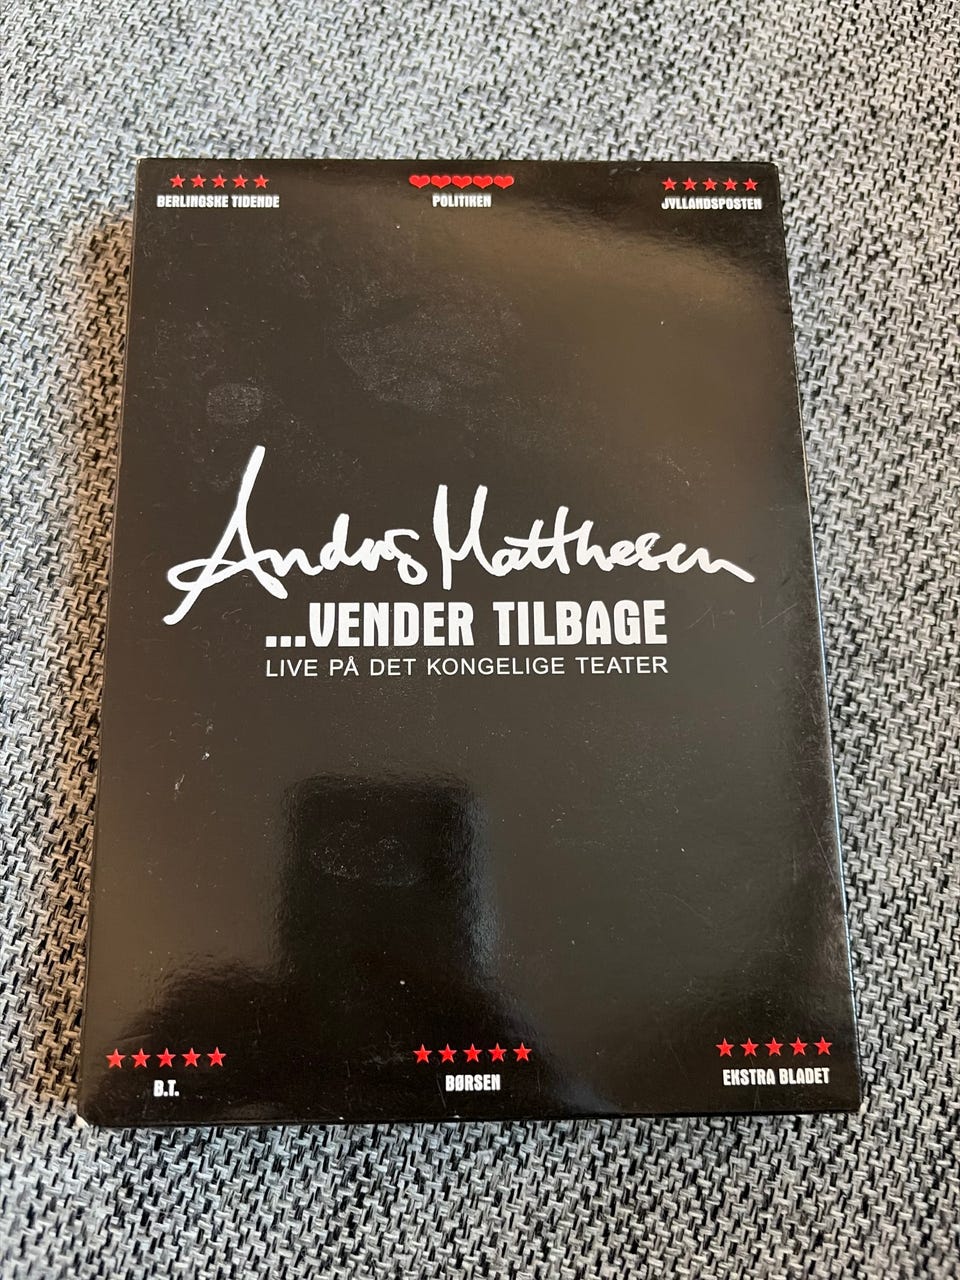 BERLINGSKE TIDENDE
POLITIKEN
JYLLANDSPOSTEN
Anders Matthesen
...VENDER TILBAGE
LIVE PÅ DET KONGELIGE TEATER
B.T.
BØRSEN
EKSTRA BLADET